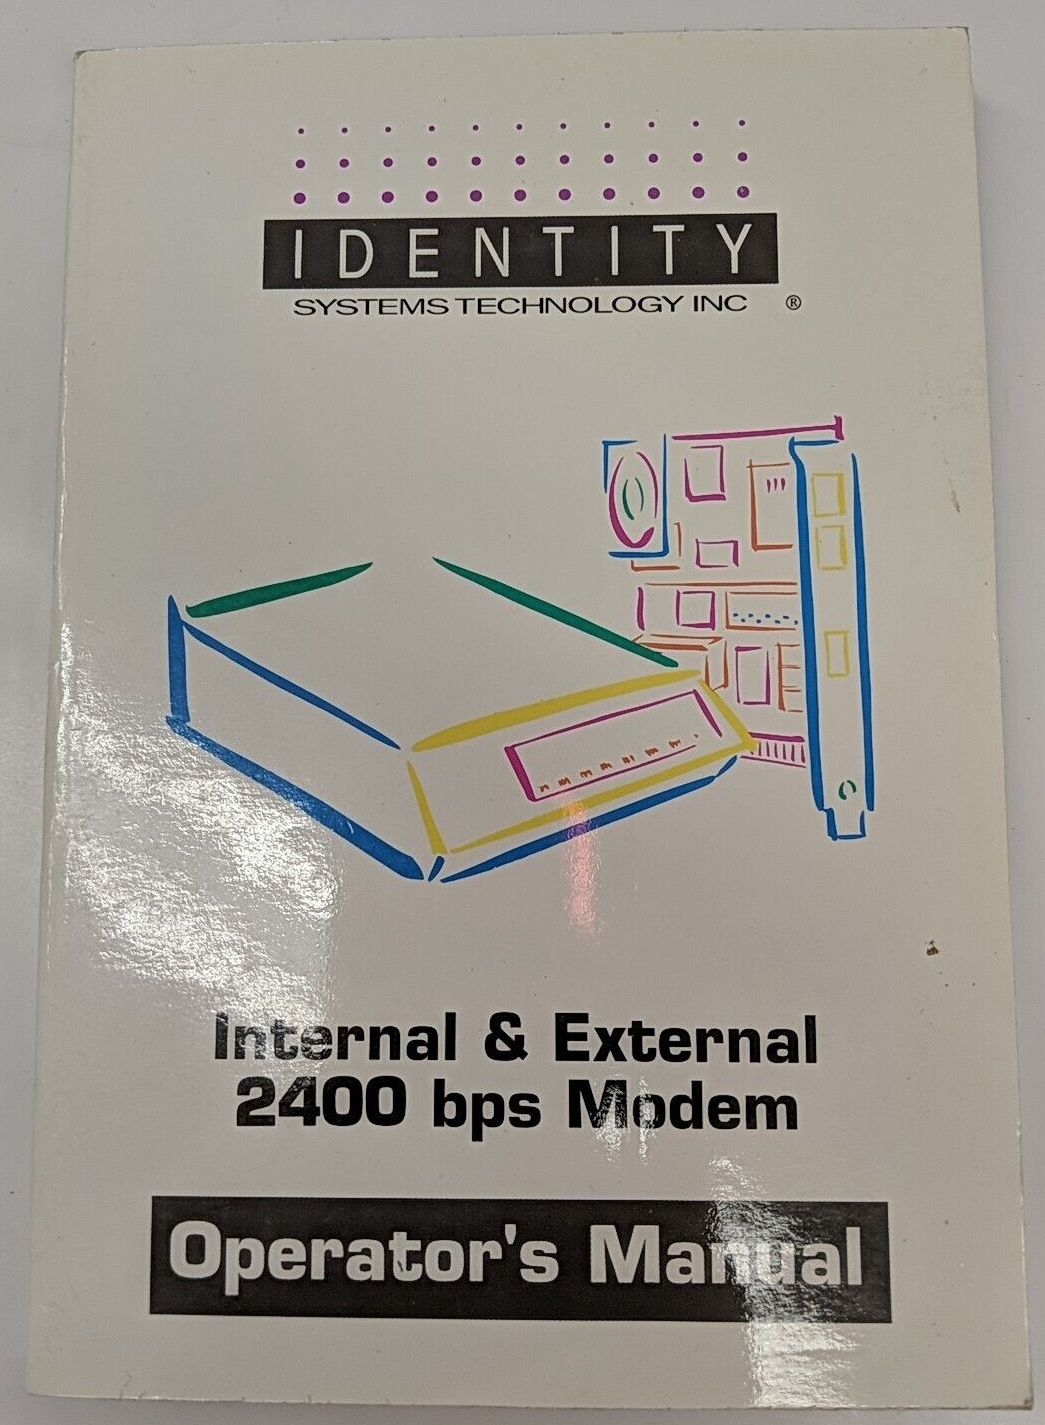 IDENTITY
SYSTEMS TECHNOLOGY INC ®
Internal & External
2400 bps Modem
Operator's Manual